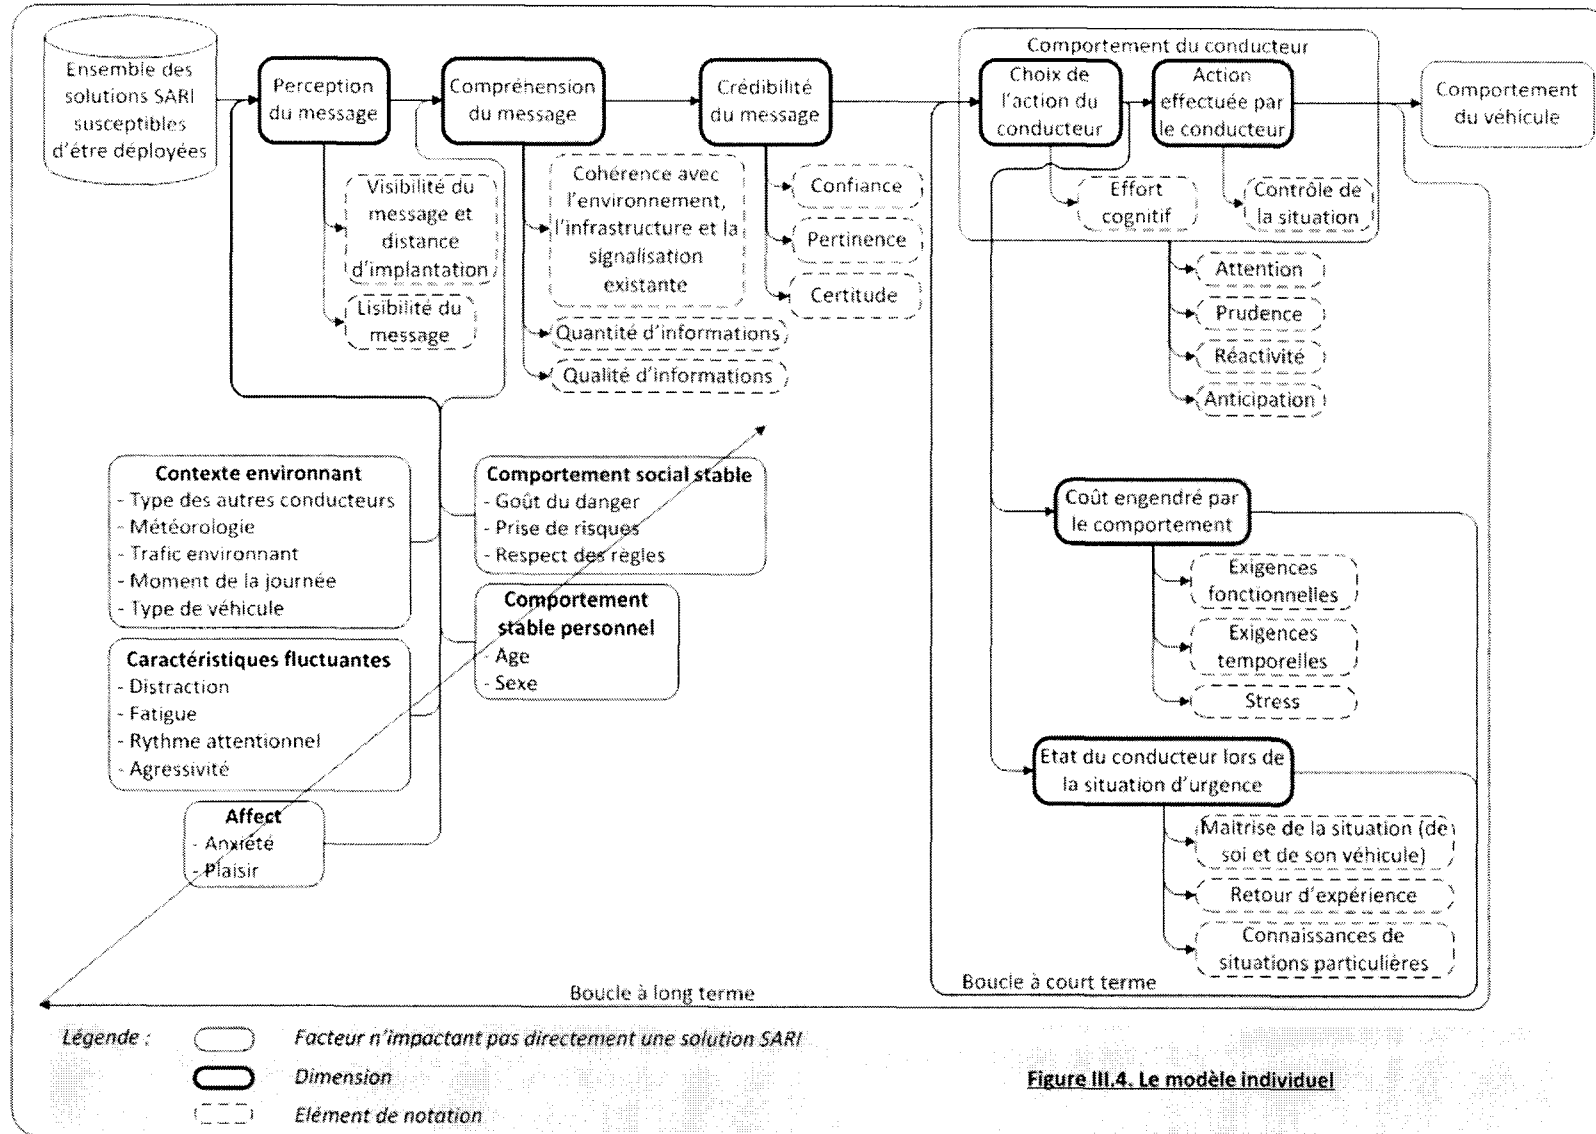 Ensemble des
solutions SARI
susceptibles
d'être déployées
Perception
du message
Visibilité du
message et
distance
d'implantation
Lisibilité du
message
Compréhension
du message
Cohérence avec
l'environnement,
l'infrastructure et la
signalisation
existante
Quantité d'informations
Qualité d'informations
Crédibilité
du message
Confiance
Pertinence
Certitude
Comportement du conducteur
Choix de
l'action du
conducteur
Effort
cognitif
Action
effectuée par
le conducteur
Contrôle de
la situation
Attention
Prudence
Réactivité
Anticipation
Comportement
du véhicule
Contexte environnant
- Type des autres conducteurs
- Météorologie
- Trafic environnant
- Moment de la journée
- Type de véhicule
Caractéristiques fluctuantes
- Distraction
- Fatigue
- Rythme attentionnel
- Agressivité
Affect
- Anxiété
- Plaisir
Comportement social stable
- Goût du danger
- Prise de risques
- Respect des règles
Comportement
stable personnel
- Age
- Sexe
Coût engendré par
le comportement
Exigences
fonctionnelles
Exigences
temporelles
Stress
Etat du conducteur lors de
la situation d'urgence
Maîtrise de la situation (de
soi et de son véhicule)
Retour d'expérience
Connaissances de
situations particulières
Boucle à court terme
Boucle à long terme
Légende :
Facteur n'impactant pas directement une solution SARI
Dimension
Elément de notation
Figure III.4. Le modèle individuel